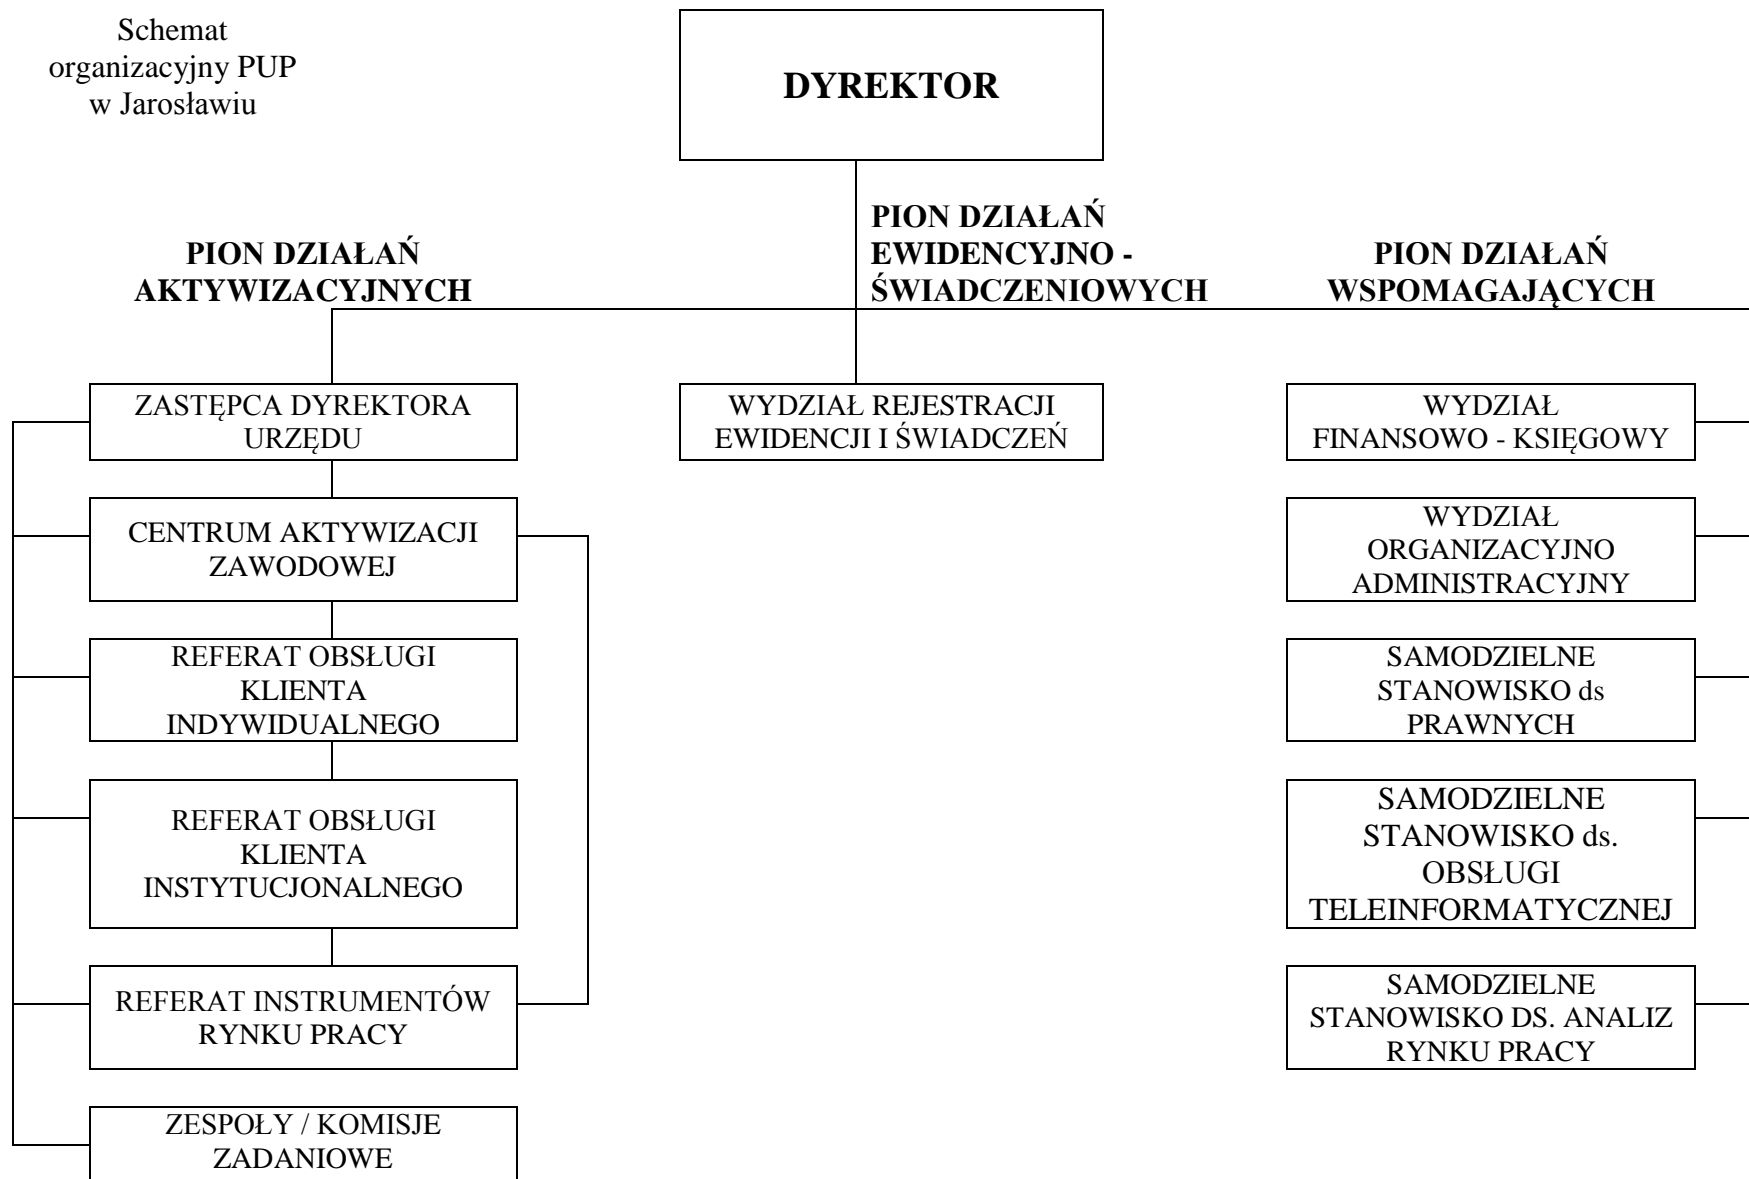 Schemat
organizacyjny PUP
w Jarosławiu
DYREKTOR
PION DZIAŁAŃ
AKTYWIZACYJNYCH
PION DZIAŁAŃ
EWIDENCYJNO -
ŚWIADCZENIOWYCH
PION DZIAŁAŃ
WSPOMAGAJĄCYCH
ZASTĘPCA DYREKTORA
URZĘDU
CENTRUM AKTYWIZACJI
ZAWODOWEJ
REFERAT OBSŁUGI
KLIENTA
INDYWIDUALNEGO
REFERAT OBSŁUGI
KLIENTA
INSTYTUCJONALNEGO
REFERAT INSTRUMENTÓW
RYNKU PRACY
ZESPOŁY / KOMISJE
ZADANIOWE
WYDZIAŁ REJESTRACJI
EWIDENCJI I ŚWIADCZEŃ
WYDZIAŁ
FINANSOWO - KSIĘGOWY
WYDZIAŁ
ORGANIZACYJNO
ADMINISTRACYJNY
SAMODZIELNE
STANOWISKO ds
PRAWNYCH
SAMODZIELNE
STANOWISKO ds.
OBSŁUGI
TELEINFORMATYCZNEJ
SAMODZIELNE
STANOWISKO DS. ANALIZ
RYNKU PRACY